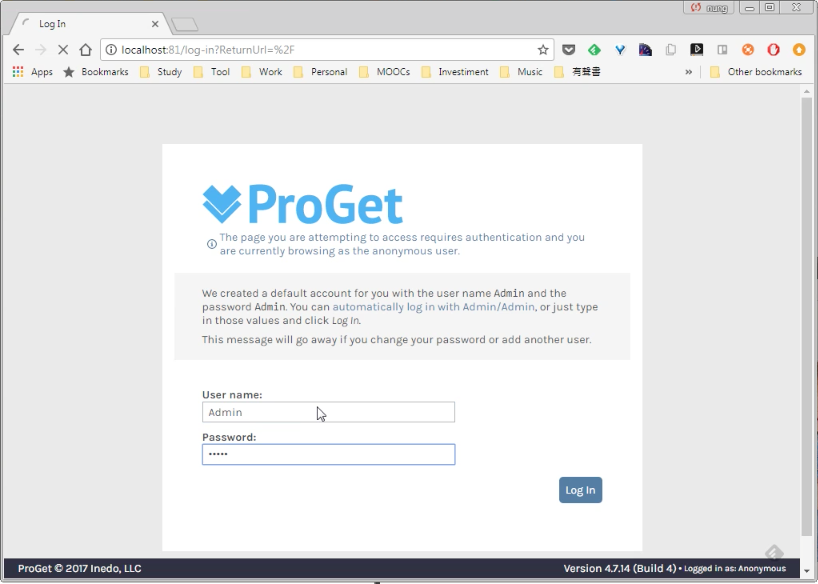 nung
Log In
localhost:81/log-in?ReturnUrl=%2F
Apps Bookmarks Study Tool Work Personal MOOCs Investiment Music 有聲書 » Other bookmarks
ProGet
The page you are attempting to access requires authentication and you
are currently browsing as the anonymous user.
We created a default account for you with the user name Admin and the
password Admin. You can automatically log in with Admin/Admin, or just type
in those values and click Log In.
This message will go away if you change your password or add another user.
User name:
Admin
Password:
•••••
Log In
ProGet © 2017 Inedo, LLC
Version 4.7.14 (Build 4) • Logged in as: Anonymous